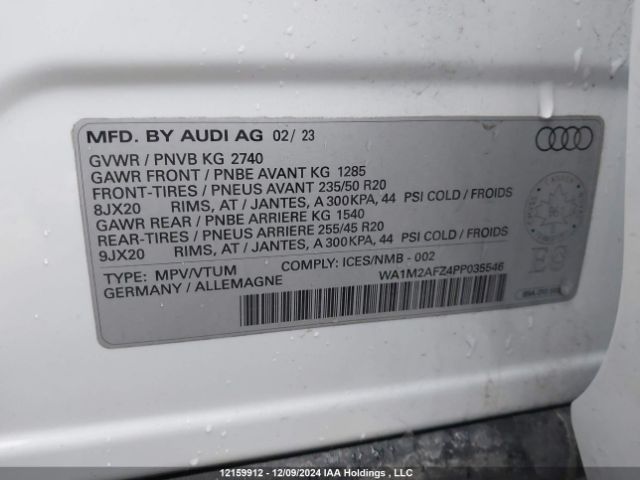 MFD. BY AUDI AG 02/ 23
GVWR / PNVB KG 2740
GAWR FRONT / PNBE AVANT KG 1285
FRONT-TIRES / PNEUS AVANT 235/50 R20
8JX20 RIMS, AT / JANTES, A 300KPA, 44 PSI COLD / FROIDS
GAWR REAR / PNBE ARRIERE KG 1540
REAR-TIRES / PNEUS ARRIERE 255/45 R20
9JX20 RIMS, AT / JANTES, A 300KPA, 44 PSI COLD / FROIDS
TYPE: MPV/VTUM COMPLY: ICES/NMB - 002
GERMANY / ALLEMAGNE WA1M2AFZ4PP035546
CANADA
EG
12159912 - 12/09/2024 IAA Holdings , LLC